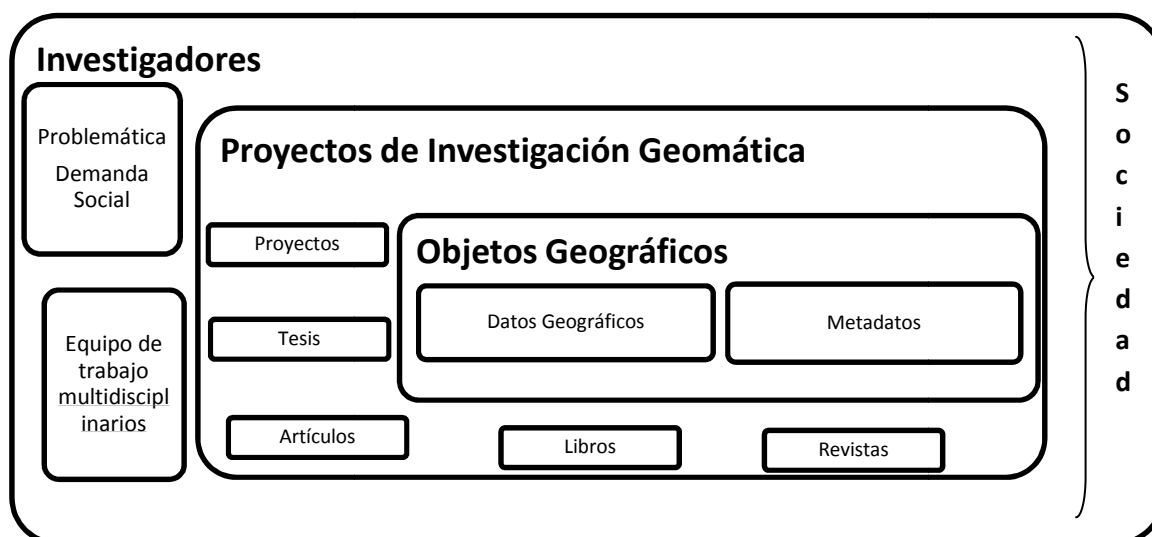 Investigadores
Problemática
Demanda
Social
Equipo de
trabajo
multidiscipl
inarios
Proyectos de Investigación Geomática
Proyectos
Tesis
Artículos
Libros
Revistas
Objetos Geográficos
Datos Geográficos
Metadatos
S
o
c
i
e
d
a
d